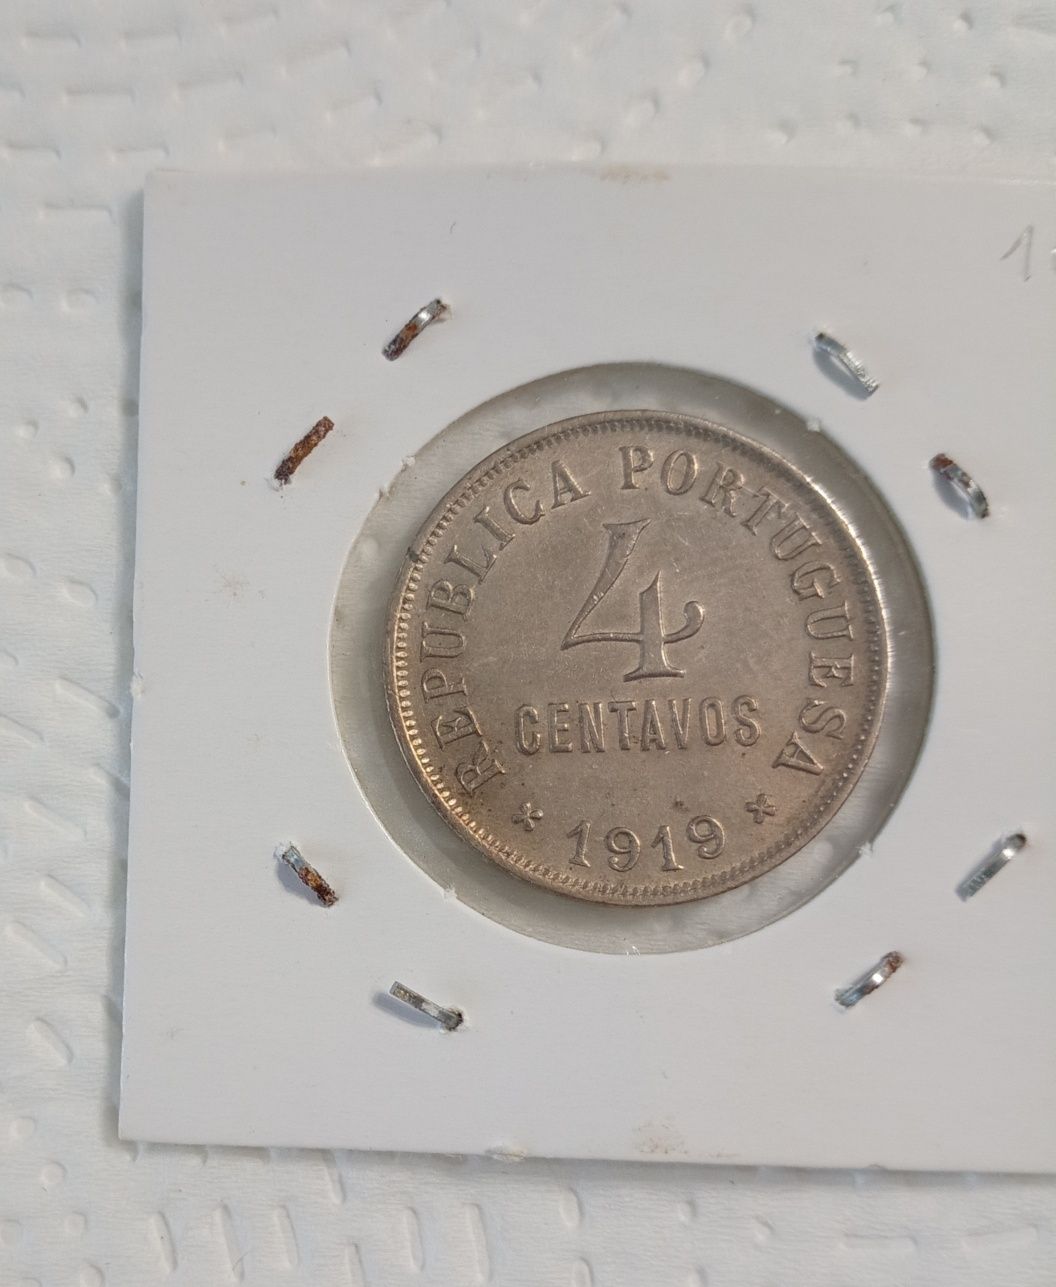 REPUBLICA PORTUGUESA
4
CENTAVOS
* 1919 *